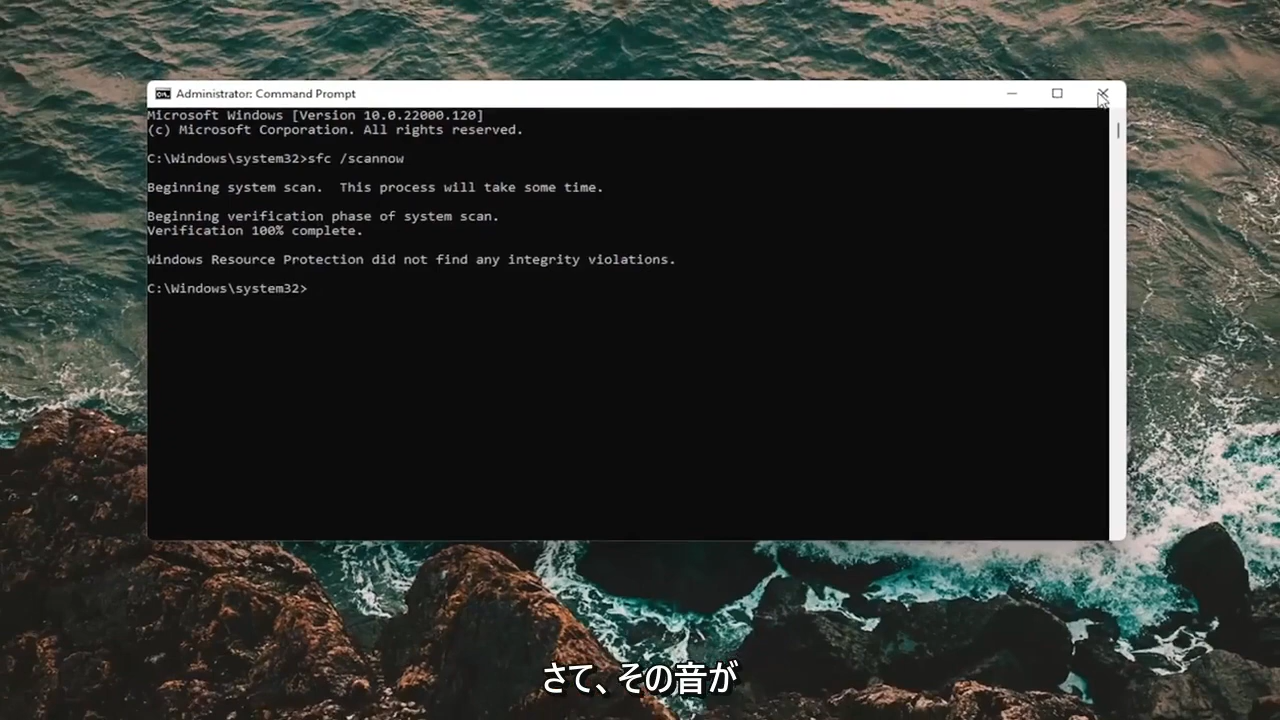 Administrator: Command Prompt
Microsoft Windows [Version 10.0.22000.120]
(c) Microsoft Corporation. All rights reserved.
C:\Windows\system32>sfc /scannow
Beginning system scan.  This process will take some time.
Beginning verification phase of system scan.
Verification 100% complete.
Windows Resource Protection did not find any integrity violations.
C:\Windows\system32>
さて、その音が